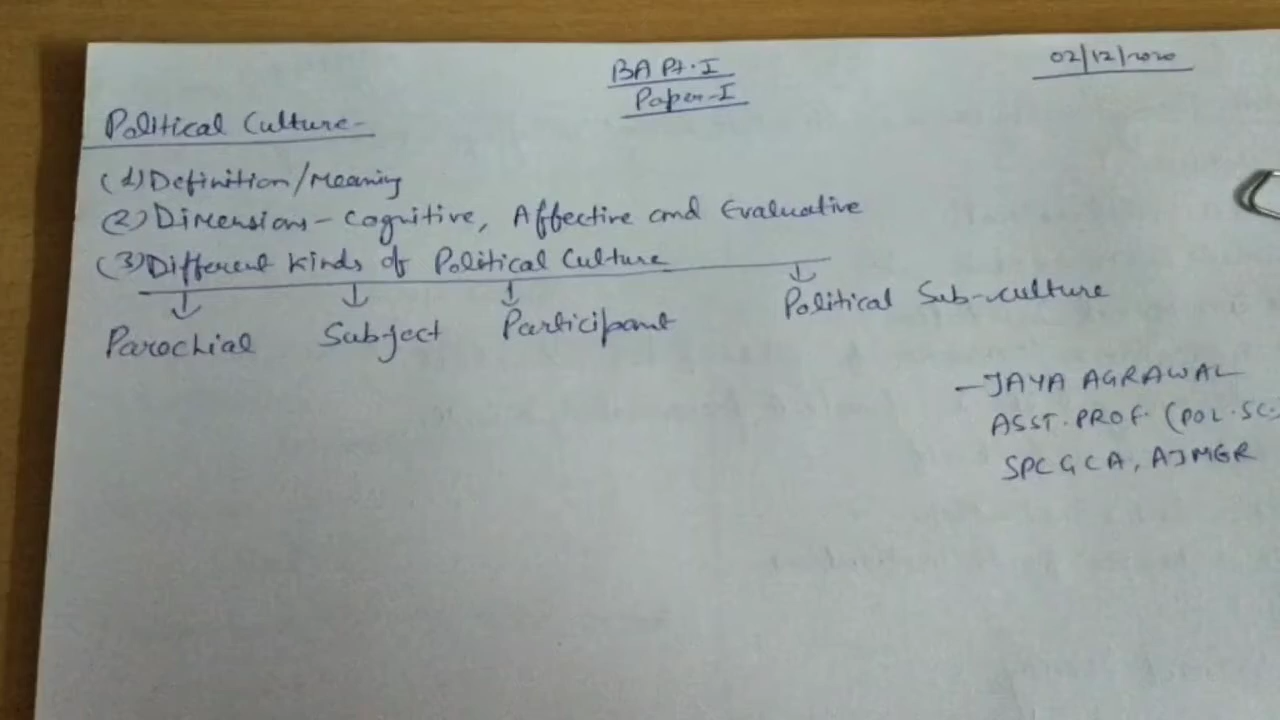 BA Pt. I
Paper-I
02/12/2020
Political Culture-
(1) Definition/Meaning
(2) Dimensions - Cognitive, Affective and Evaluative
(3) Different kinds of Political Culture
Parochial Subject Participant Political Sub-culture
- JAYA AGRAWAL
ASST. PROF. (POL. SC.
SPCGCA, AJMER